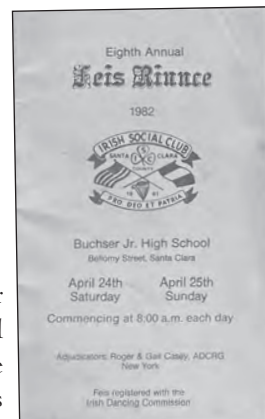 Eighth Annual
Feis Rinnce
1982
IRISH SOCIAL CLUB
SANTA CLARA
COUNTY
PRO DEO ET PATRIA
Buchser Jr. High School
Bellomy Street, Santa Clara
April 24th April 25th
Saturday Sunday
Commencing at 8:00 a.m. each day
Adjudicators: Roger & Gail Casey, ADCRG
New York
Feis registered with the
Irish Dancing Commission